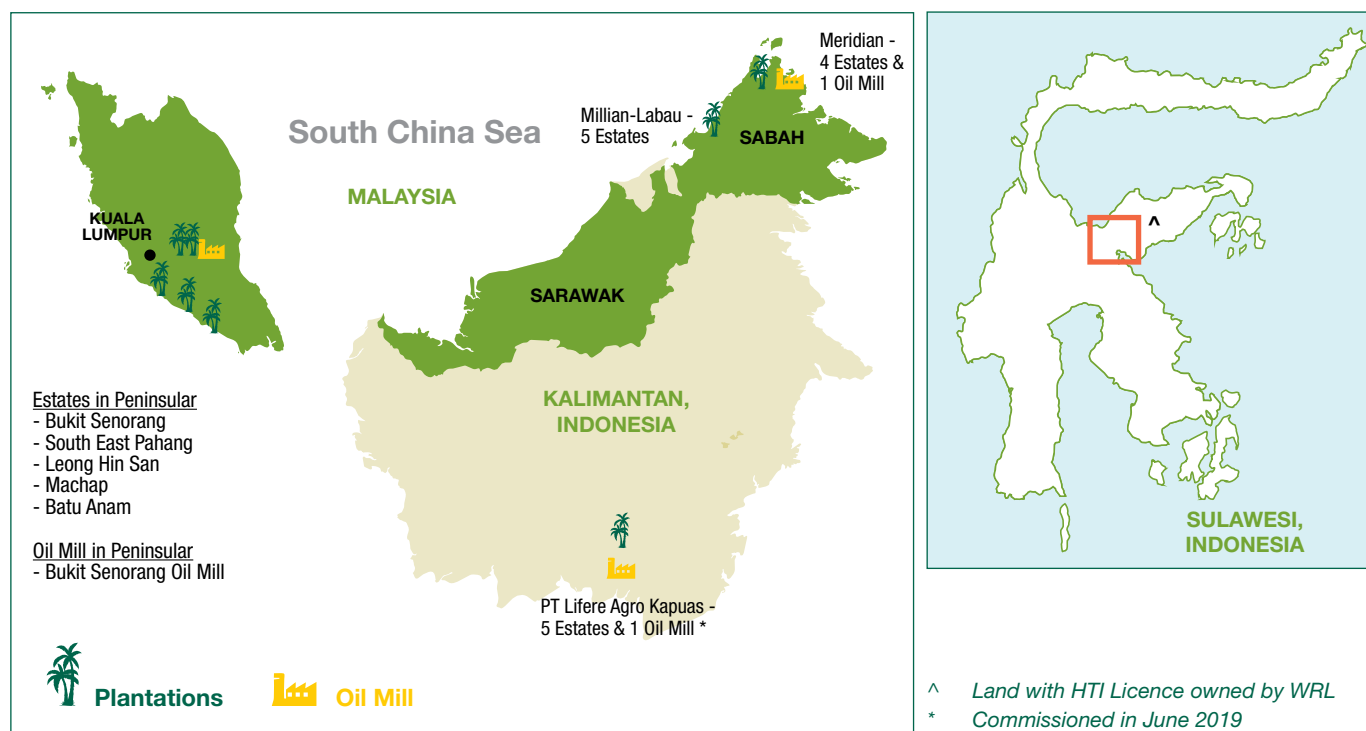 Meridian -
4 Estates &
1 Oil Mill
Millian-Labau -
5 Estates
South China Sea
SABAH
MALAYSIA
KUALA
LUMPUR
SARAWAK
KALIMANTAN,
INDONESIA
Estates in Peninsular
- Bukit Senorang
- South East Pahang
- Leong Hin San
- Machap
- Batu Anam
Oil Mill in Peninsular
- Bukit Senorang Oil Mill
PT Lifere Agro Kapuas -
5 Estates & 1 Oil Mill *
Plantations
Oil Mill
^
SULAWESI,
INDONESIA
^ Land with HTI Licence owned by WRL
* Commissioned in June 2019